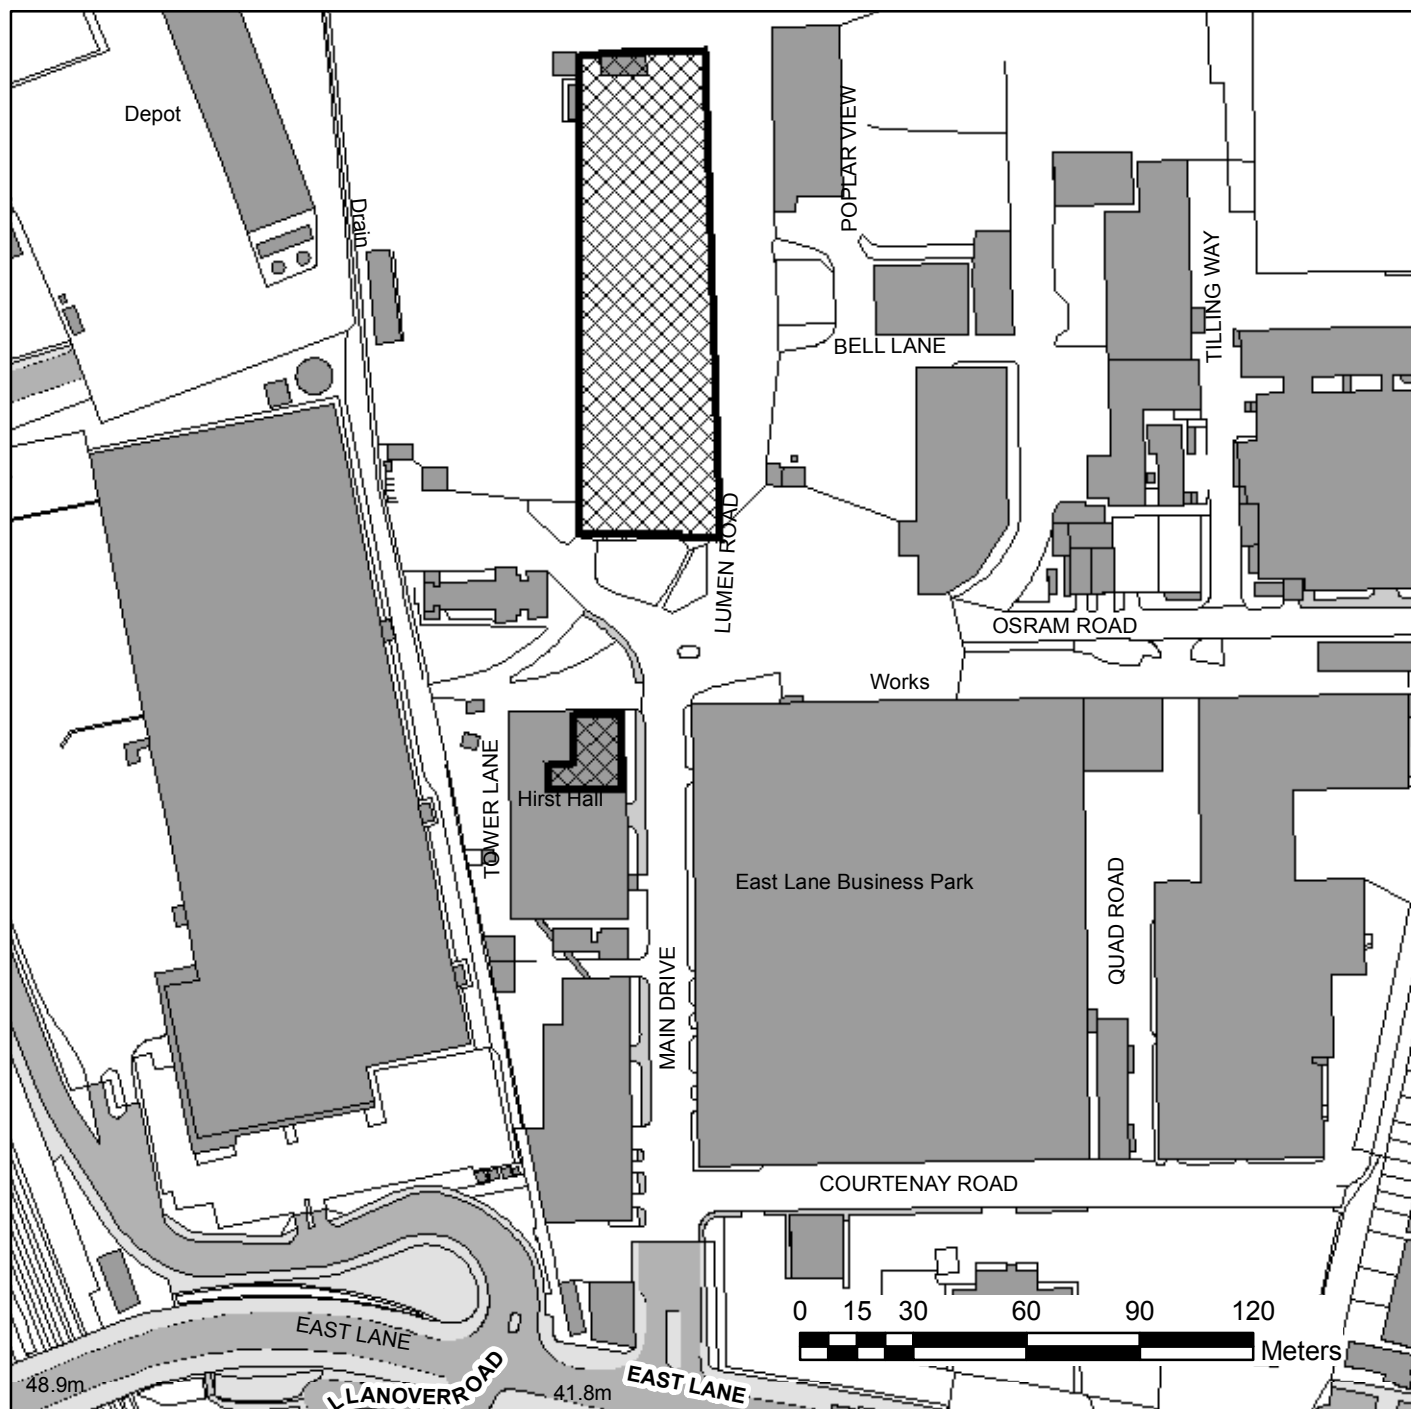 Depot
Drain
POPLAR VIEW
TILLING WAY
BELL LANE
LUMEN ROAD
OSRAM ROAD
Works
TOWER LANE
Hirst Hall
East Lane Business Park
QUAD ROAD
MAIN DRIVE
COURTENAY ROAD
0 15 30 60 90 120
Meters
EAST LANE
LLANOVERROAD
EAST LANE
48.9m
41.8m